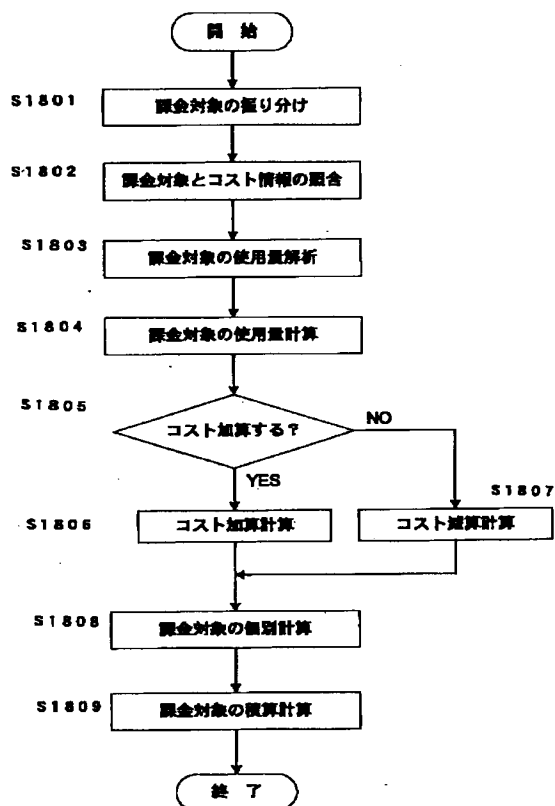 開 始
S1801
課金対象の振り分け
S1802
課金対象とコスト情報の照合
S1803
課金対象の使用量解析
S1804
課金対象の使用量計算
S1805
コスト加算する？
NO
YES
S1807
S1806
コスト加算計算
コスト減算計算
S1808
課金対象の個別計算
S1809
課金対象の積算計算
終 了